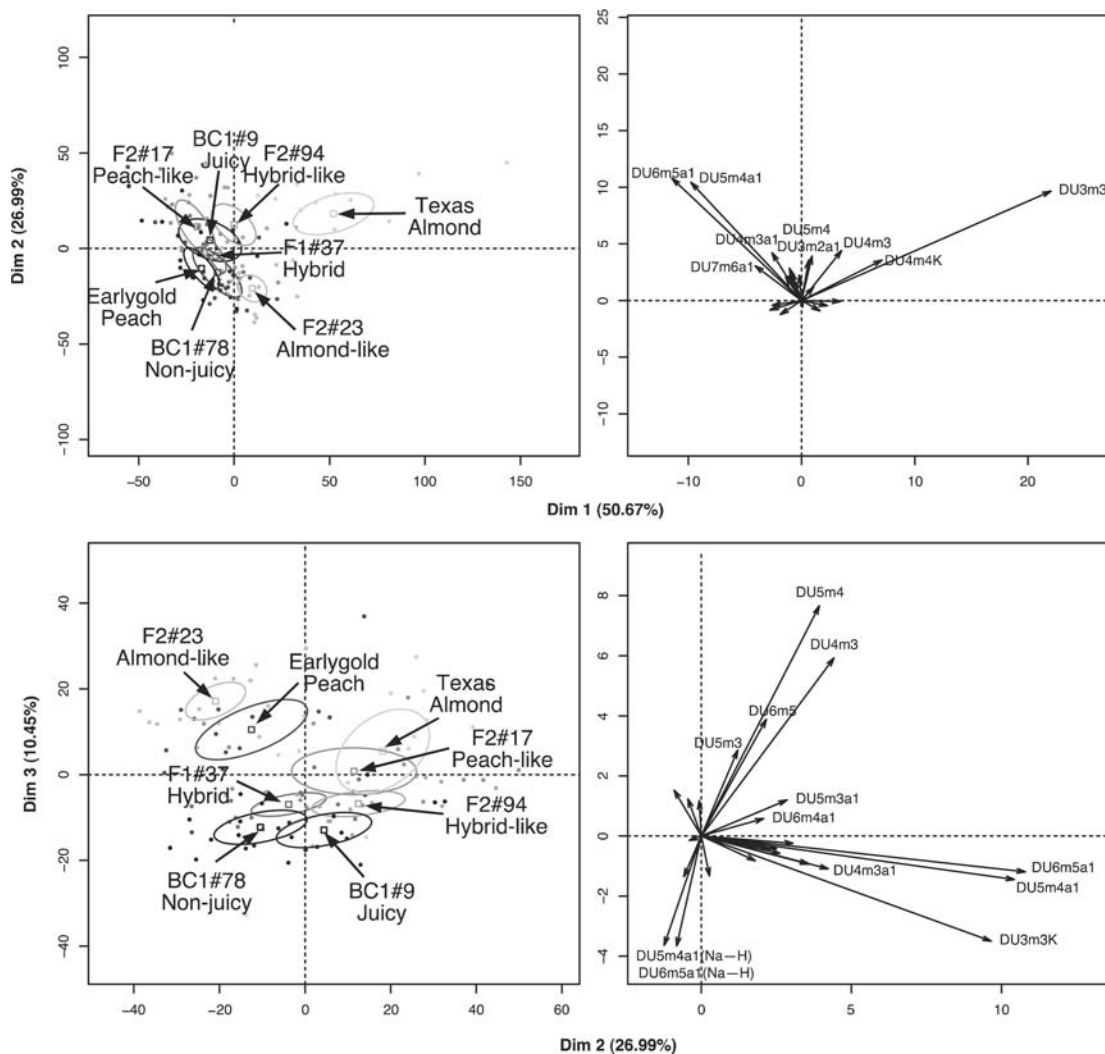 100
50
0
−50
−100
Dim 2 (26.99%)
−50
0
50
100
150
BC1#9
Juicy
F2#17
Peach-like
F2#94
Hybrid-like
Texas
Almond
F1#37
Hybrid
Earlygold
Peach
BC1#78
Non-juicy
F2#23
Almond-like
25
20
15
10
5
0
−5
−10
−10
0
10
20
DU6m5a1
DU5m4a1
DU3m3
DU5m4
DU4m3a1
DU3m2a1
DU4m3
DU7m6a1
DU4m4K
Dim 1 (50.67%)
40
20
0
−20
−40
Dim 3 (10.45%)
−40
−20
0
20
40
60
F2#23
Almond-like
Earlygold
Peach
Texas
Almond
F2#17
Peach-like
F1#37
Hybrid
F2#94
Hybrid-like
BC1#78
Non-juicy
BC1#9
Juicy
8
6
4
2
0
−2
−4
0
5
10
DU5m4
DU4m3
DU6m5
DU5m3
DU5m3a1
DU6m4a1
DU4m3a1
DU6m5a1
DU5m4a1
DU3m3K
DU5m4a1(Na—H)
DU6m5a1(Na—H)
Dim 2 (26.99%)